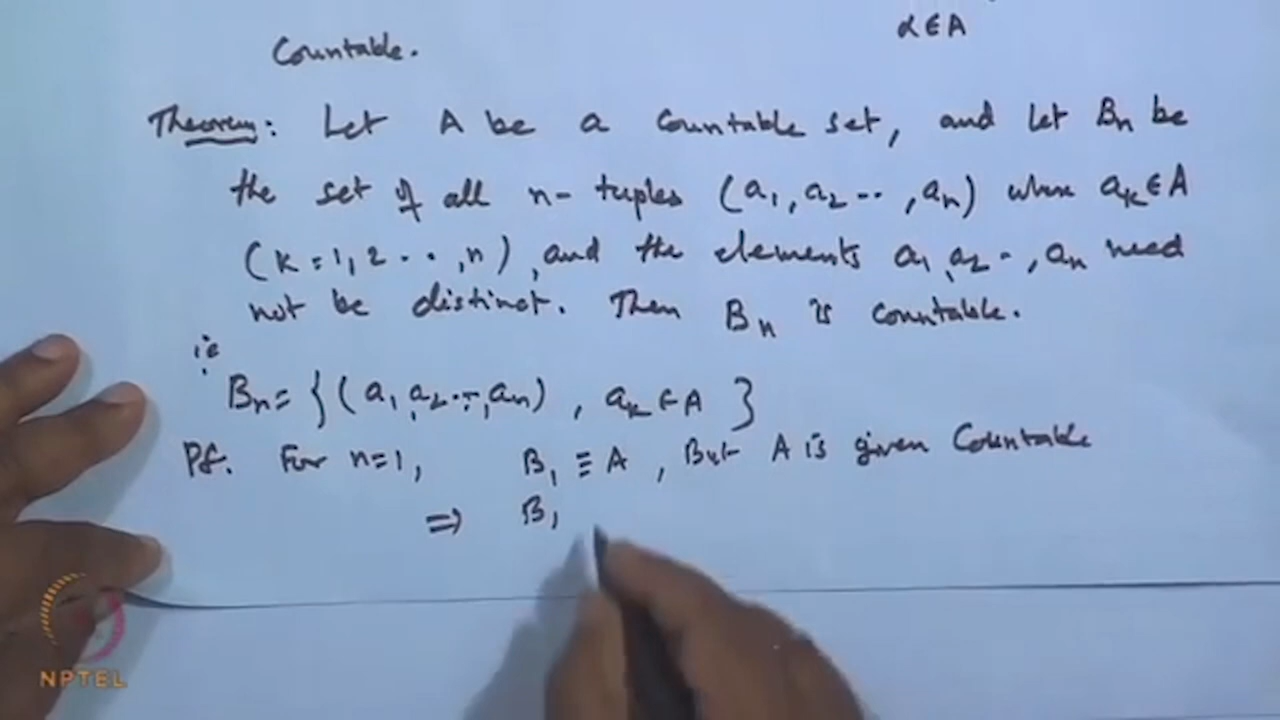 α ∈ A
Countable.
Theorem: Let A be a countable set, and let Bn be
the set of all n-tuples (a1, a2 .. , an) where ak ∈ A
(k = 1, 2 . . , n), and the elements a1, a2 -, an need
not be distinct. Then Bn is countable.
i.e
Bn = { (a1, a2 --, an) , ak ∈ A }
Pf. For n=1, B1 ≡ A , But A is given Countable
⇒ B1
NPTEL